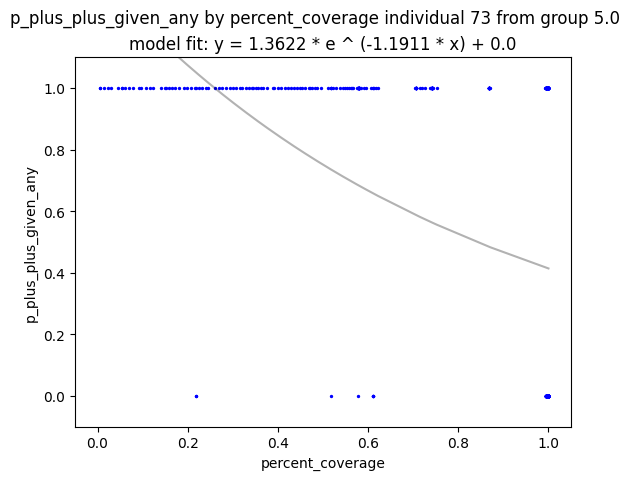 p_plus_plus_given_any by percent_coverage individual 73 from group 5.0
model fit: y = 1.3622 * e ^ (-1.1911 * x) + 0.0
1.0
0.8
0.6
0.4
0.2
0.0
p_plus_plus_given_any
0.0 0.2 0.4 0.6 0.8 1.0
percent_coverage